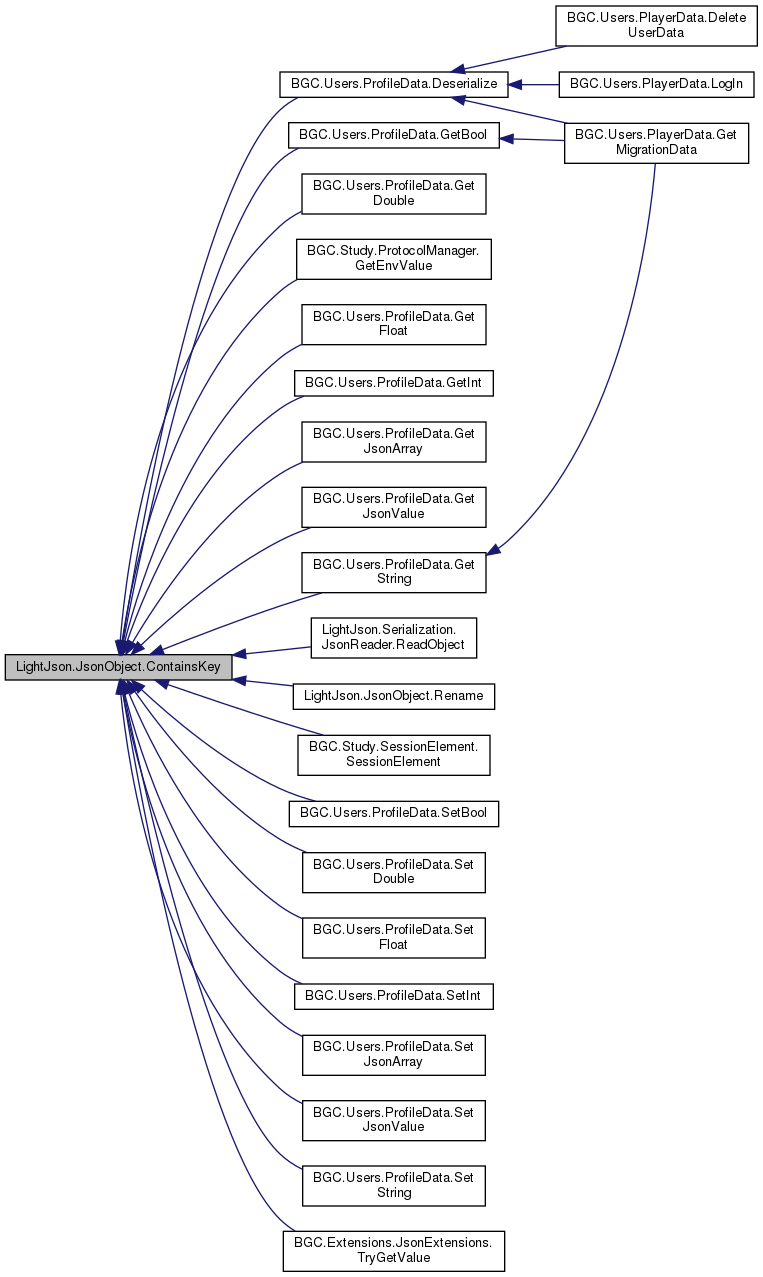 BGC.Users.PlayerData.Delete
UserData
BGC.Users.ProfileData.Deserialize
BGC.Users.PlayerData.LogIn
BGC.Users.ProfileData.GetBool
BGC.Users.PlayerData.Get
MigrationData
BGC.Users.ProfileData.Get
Double
BGC.Study.ProtocolManager.
GetEnvValue
BGC.Users.ProfileData.Get
Float
BGC.Users.ProfileData.GetInt
BGC.Users.ProfileData.Get
JsonArray
BGC.Users.ProfileData.Get
JsonValue
BGC.Users.ProfileData.Get
String
LightJson.Serialization.
JsonReader.ReadObject
LightJson.JsonObject.ContainsKey
LightJson.JsonObject.Rename
BGC.Study.SessionElement.
SessionElement
BGC.Users.ProfileData.SetBool
BGC.Users.ProfileData.Set
Double
BGC.Users.ProfileData.Set
Float
BGC.Users.ProfileData.SetInt
BGC.Users.ProfileData.Set
JsonArray
BGC.Users.ProfileData.Set
JsonValue
BGC.Users.ProfileData.Set
String
BGC.Extensions.JsonExtensions.
TryGetValue